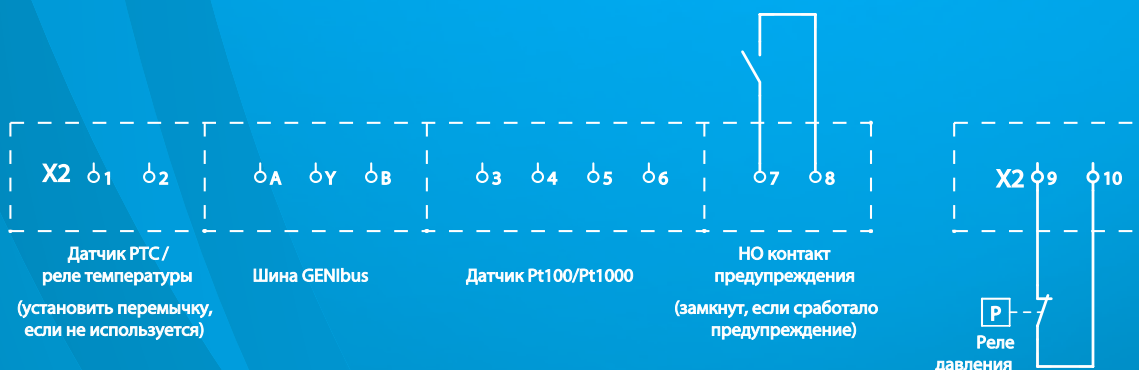 X2 1 2 A Y B 3 4 5 6 7 8 X2 9 10
Датчик PTC /
реле температуры
(установить перемычку,
если не используется)
Шина GENIbus
Датчик Pt100/Pt1000
НО контакт
предупреждения
(замкнут, если сработало
предупреждение)
P
Реле
давления